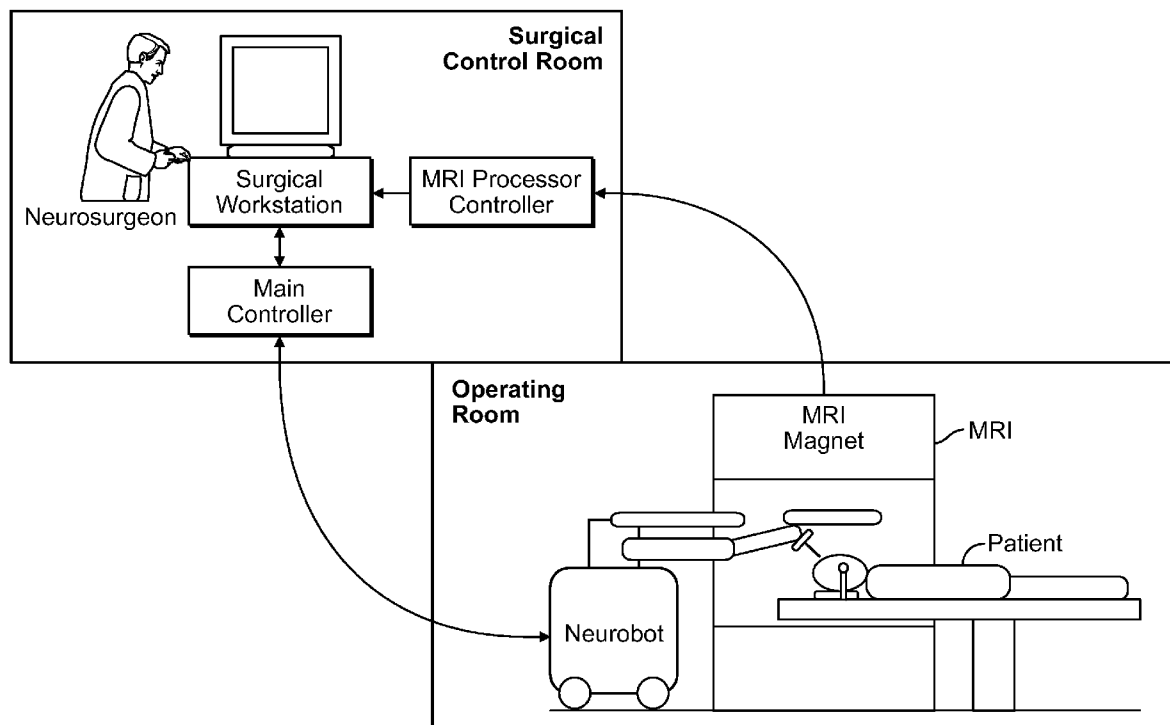 Surgical
Control Room
Neurosurgeon
Surgical
Workstation
MRI Processor
Controller
Main
Controller
Operating
Room
MRI
Magnet
MRI
Patient
Neurobot